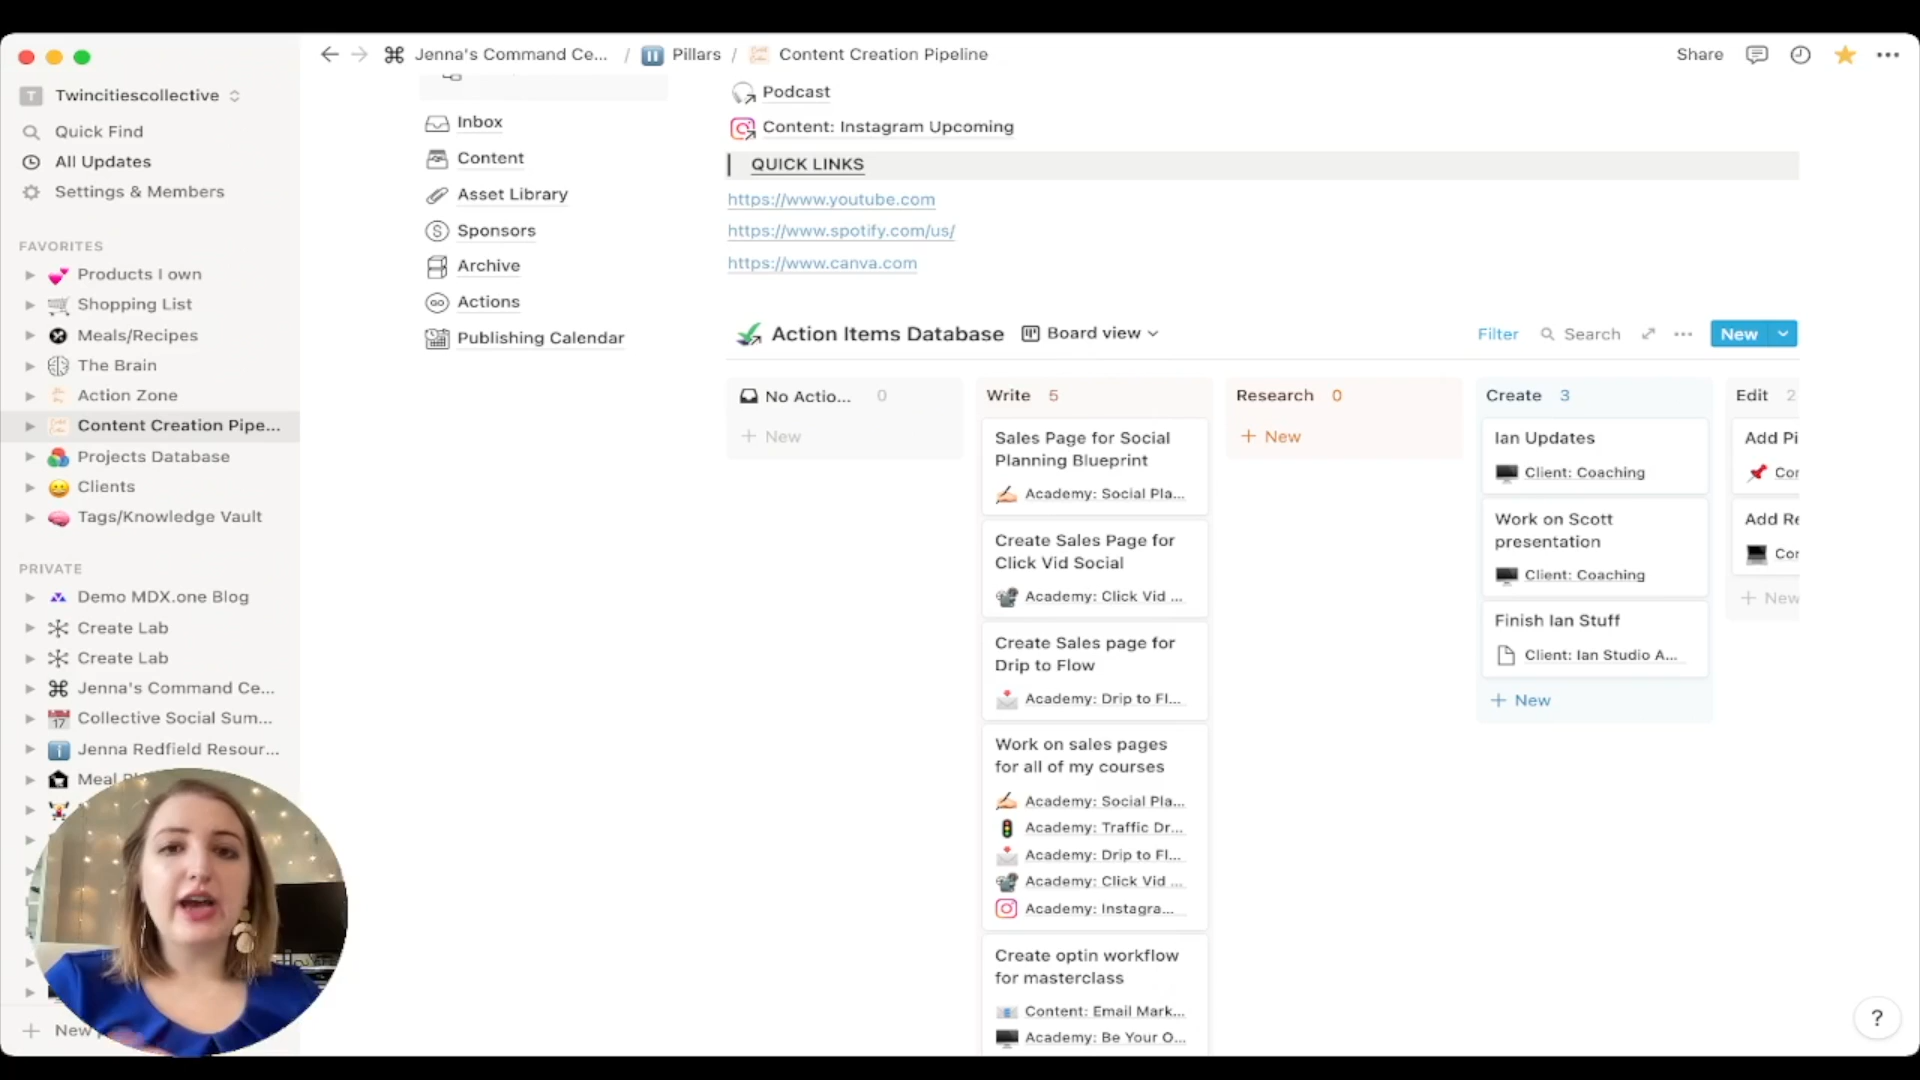 Jenna's Command Ce... / Pillars / Content Creation Pipeline
Share
T Twincitiescollective
Quick Find
All Updates
Settings & Members
FAVORITES
Products I own
Shopping List
Meals/Recipes
The Brain
Action Zone
Content Creation Pipe...
Projects Database
Clients
Tags/Knowledge Vault
PRIVATE
Demo MDX.one Blog
Create Lab
Create Lab
Jenna's Command Ce...
Collective Social Sum...
Jenna Redfield Resour...
Meal
New
Inbox
Content
Asset Library
Sponsors
Archive
Actions
Publishing Calendar
Podcast
Content: Instagram Upcoming
QUICK LINKS
https://www.youtube.com
https://www.spotify.com/us/
https://www.canva.com
Action Items Database
Board view
Filter
Search
New
No Actio... 0
+ New
Write 5
Sales Page for Social
Planning Blueprint
Academy: Social Pla...
Create Sales Page for
Click Vid Social
Academy: Click Vid ...
Create Sales page for
Drip to Flow
Academy: Drip to Fl...
Work on sales pages
for all of my courses
Academy: Social Pla...
Academy: Traffic Dr...
Academy: Drip to Fl...
Academy: Click Vid ...
Academy: Instagra...
Create optin workflow
for masterclass
Content: Email Mark...
Academy: Be Your O...
Research 0
+ New
Create 3
Ian Updates
Client: Coaching
Work on Scott
presentation
Client: Coaching
Finish Ian Stuff
Client: Ian Studio A...
+ New
Edit 2
Add Pi
Cor
Add Re
Cor
+ New
?